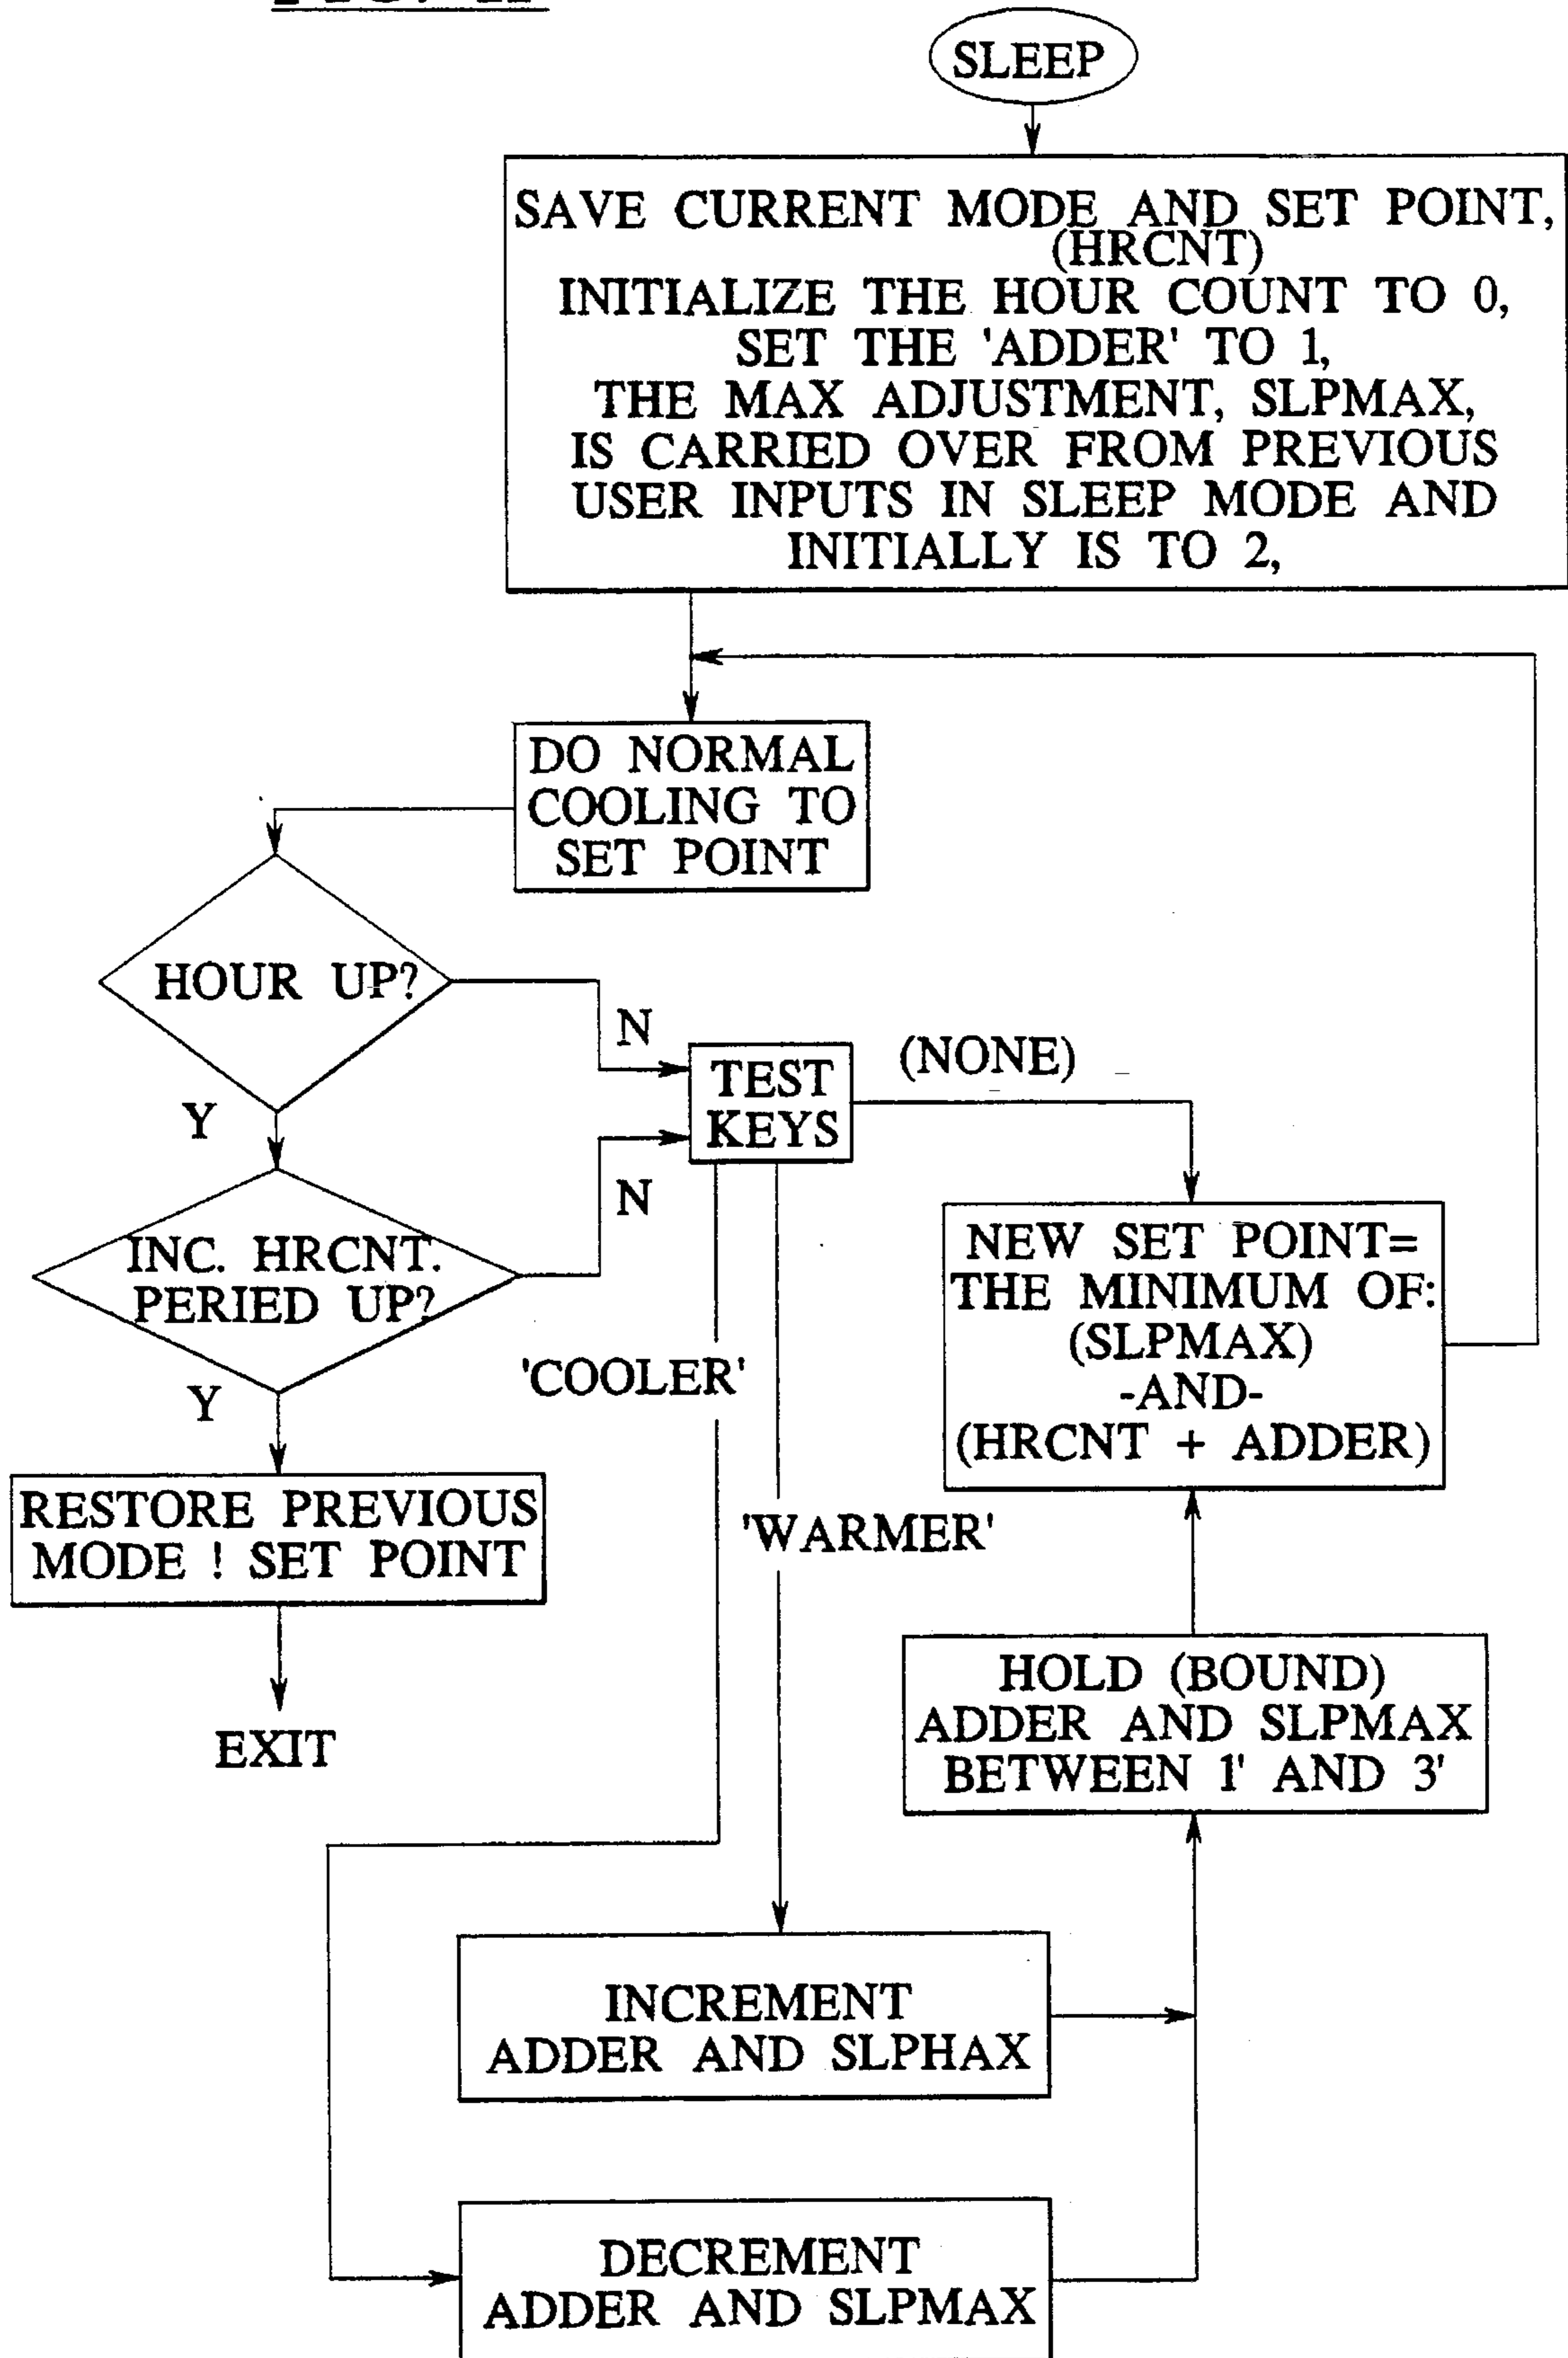 SLEEP
SAVE CURRENT MODE AND SET POINT,
(HRCNT)
INITIALIZE THE HOUR COUNT TO 0,
SET THE 'ADDER' TO 1,
THE MAX ADJUSTMENT, SLPMAX,
IS CARRIED OVER FROM PREVIOUS
USER INPUTS IN SLEEP MODE AND
INITIALLY IS TO 2,
DO NORMAL
COOLING TO
SET POINT
HOUR UP?
N
Y
TEST
KEYS
(NONE)
INC. HRCNT.
PERIED UP?
N
Y
'COOLER'
'WARMER'
NEW SET POINT=
THE MINIMUM OF:
(SLPMAX)
-AND-
(HRCNT + ADDER)
RESTORE PREVIOUS
MODE ! SET POINT
EXIT
HOLD (BOUND)
ADDER AND SLPMAX
BETWEEN 1' AND 3'
INCREMENT
ADDER AND SLPHAX
DECREMENT
ADDER AND SLPMAX